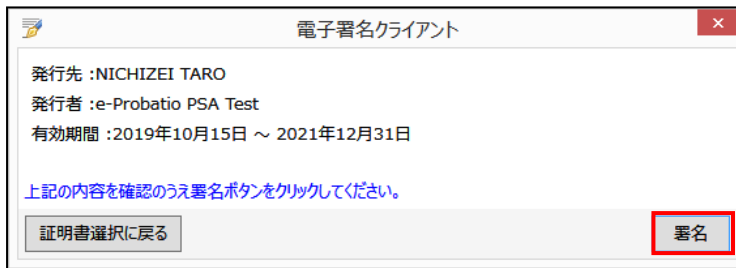 電子署名クライアント
発行先 :NICHIZEI TARO
発行者 :e-Probatio PSA Test
有効期間 :2019年10月15日 ～ 2021年12月31日
上記の内容を確認のうえ署名ボタンをクリックしてください。
証明書選択に戻る
署名